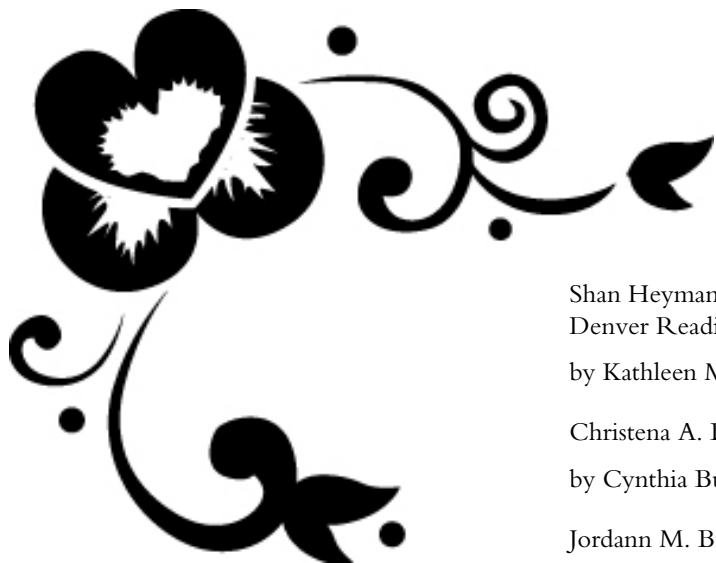 Shan Heyman
Denver Readi
by Kathleen M
Christena A.
by Cynthia Bu
Jordann M. B